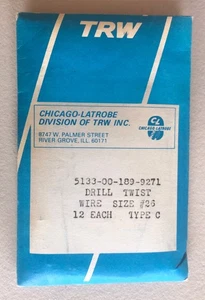 TRW
CHICAGO-LATROBE
DIVISION OF TRW INC.
8747 W. PALMER STREET
RIVER GROVE, ILL. 60171
CL
CHICAGO-LATROBE
5133-00-189-9271
DRILL TWIST
WIRE SIZE #26
12 EACH TYPE C